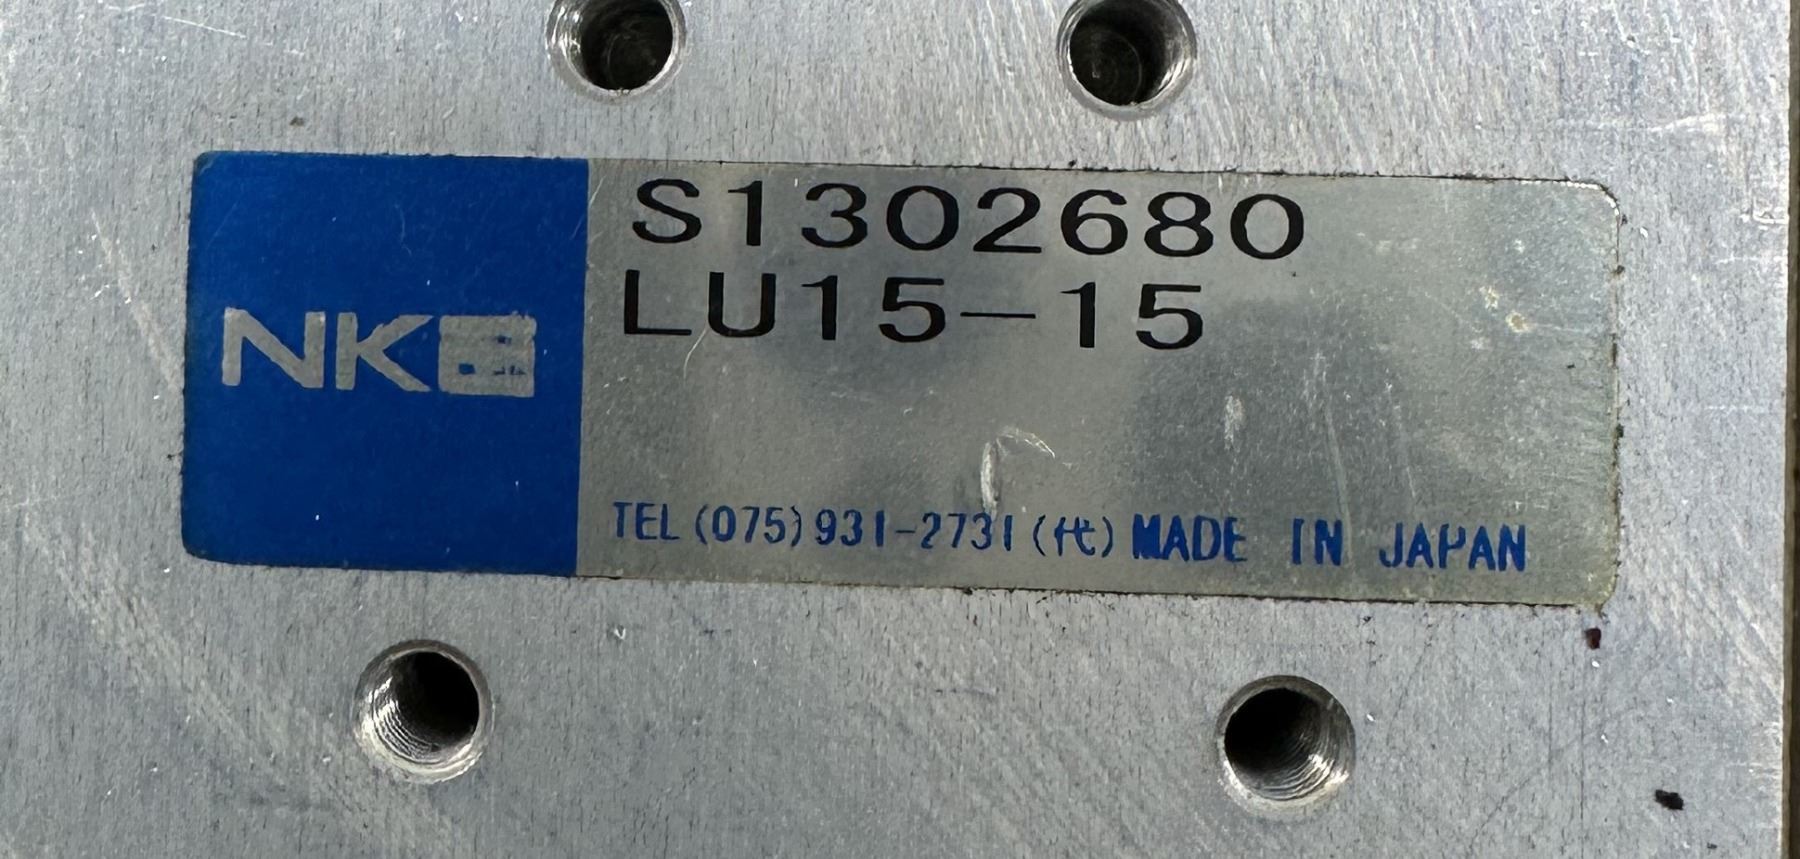 S1302680
LU15-15
NKE
TEL(075)931-2731(代) MADE IN JAPAN